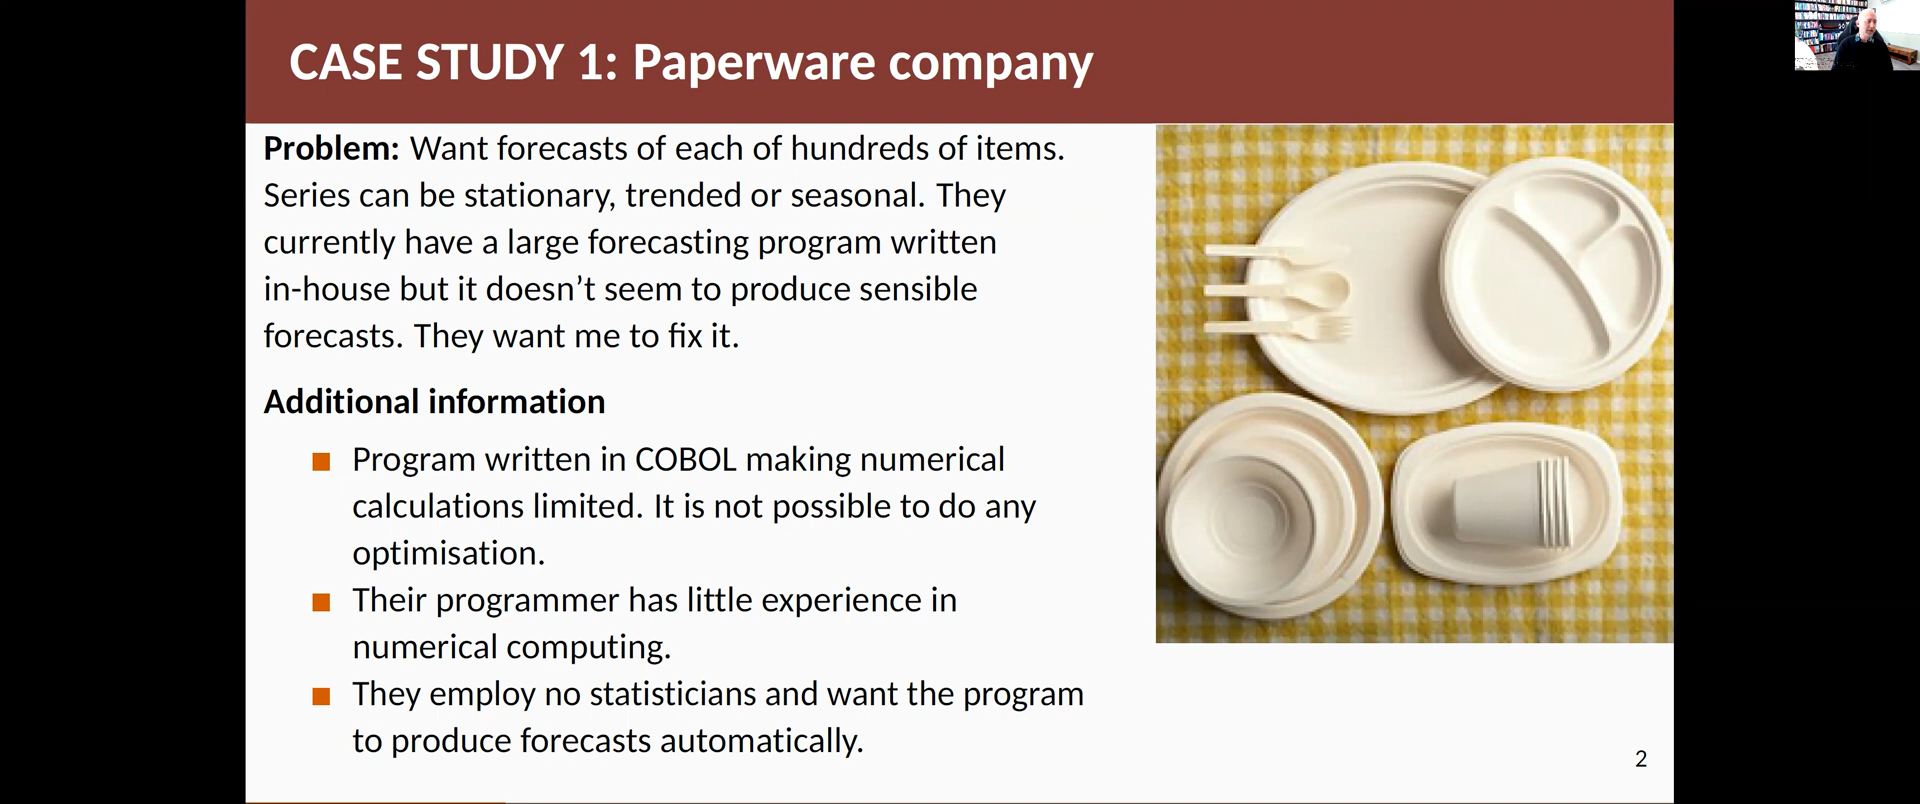 CASE STUDY 1: Paperware company
Problem: Want forecasts of each of hundreds of items.
Series can be stationary, trended or seasonal. They
currently have a large forecasting program written
in-house but it doesn’t seem to produce sensible
forecasts. They want me to fix it.
Additional information
Program written in COBOL making numerical
calculations limited. It is not possible to do any
optimisation.
Their programmer has little experience in
numerical computing.
They employ no statisticians and want the program
to produce forecasts automatically.
2